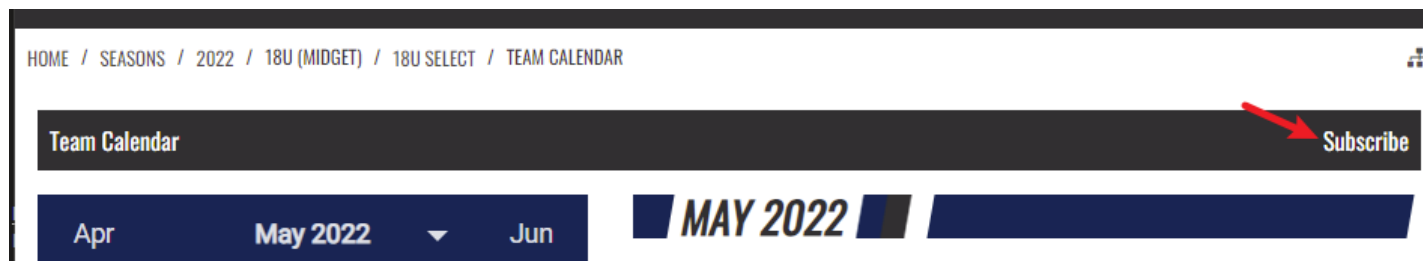 HOME / SEASONS / 2022 / 18U (MIDGET) / 18U SELECT / TEAM CALENDAR
Team Calendar
Subscribe
Apr
May 2022
Jun
MAY 2022